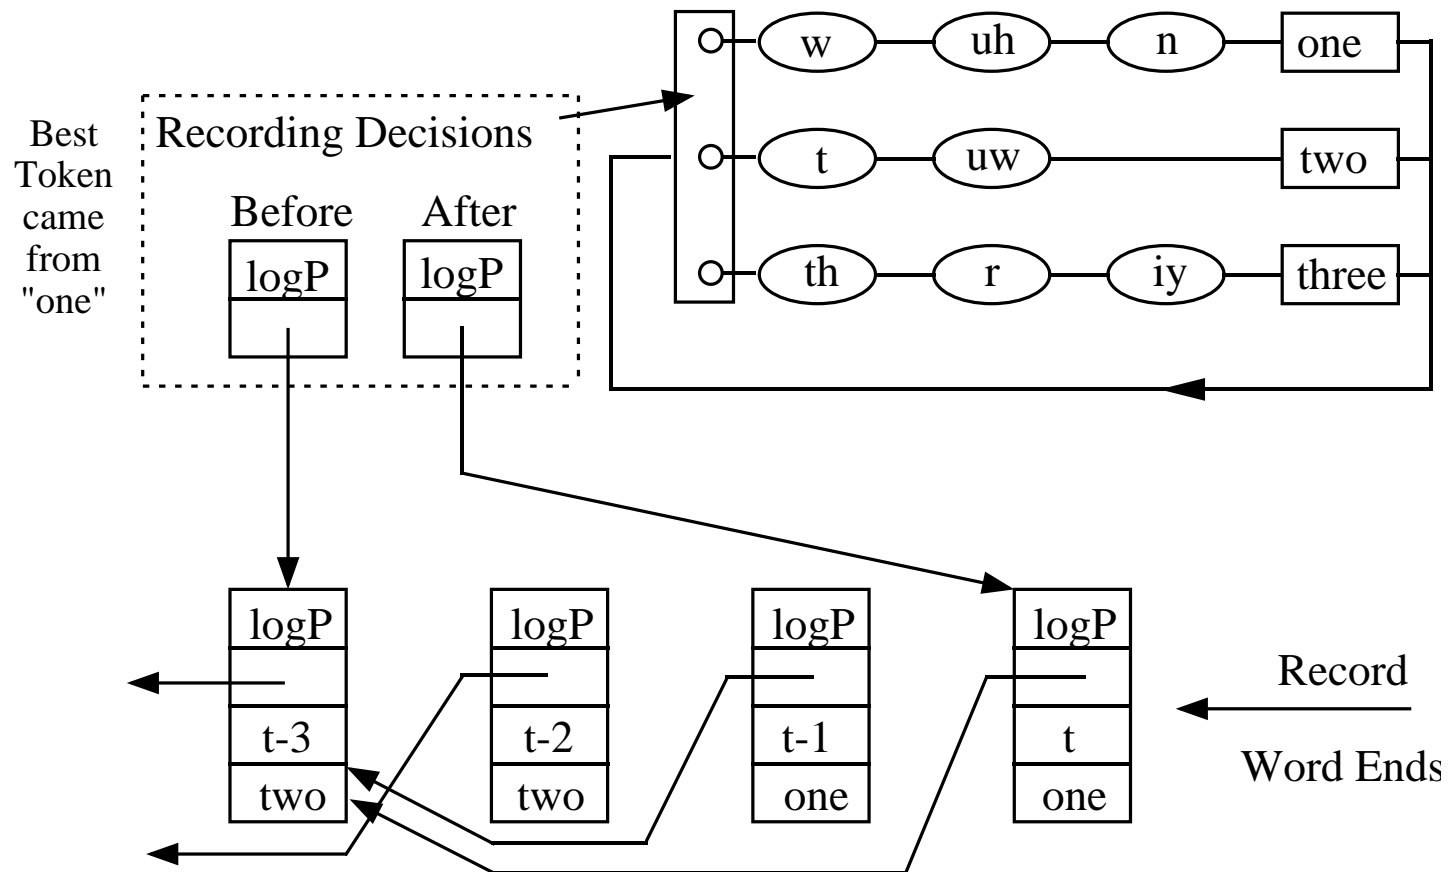 w uh n one
t uw two
th r iy three
Best
Token
came
from
"one"
Recording Decisions
Before After
logP logP
logP logP logP logP
t-3 t-2 t-1 t
two two one one
Record
Word Ends